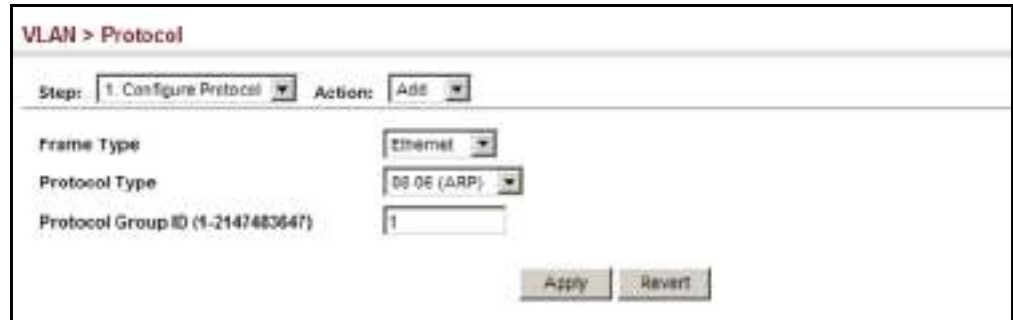 VLAN > Protocol
Step: 1. Configure Protocol Action: Add
Frame Type Ethernet
Protocol Type 08 06 (ARP)
Protocol Group ID (1-2147483647) 1
Apply Revert